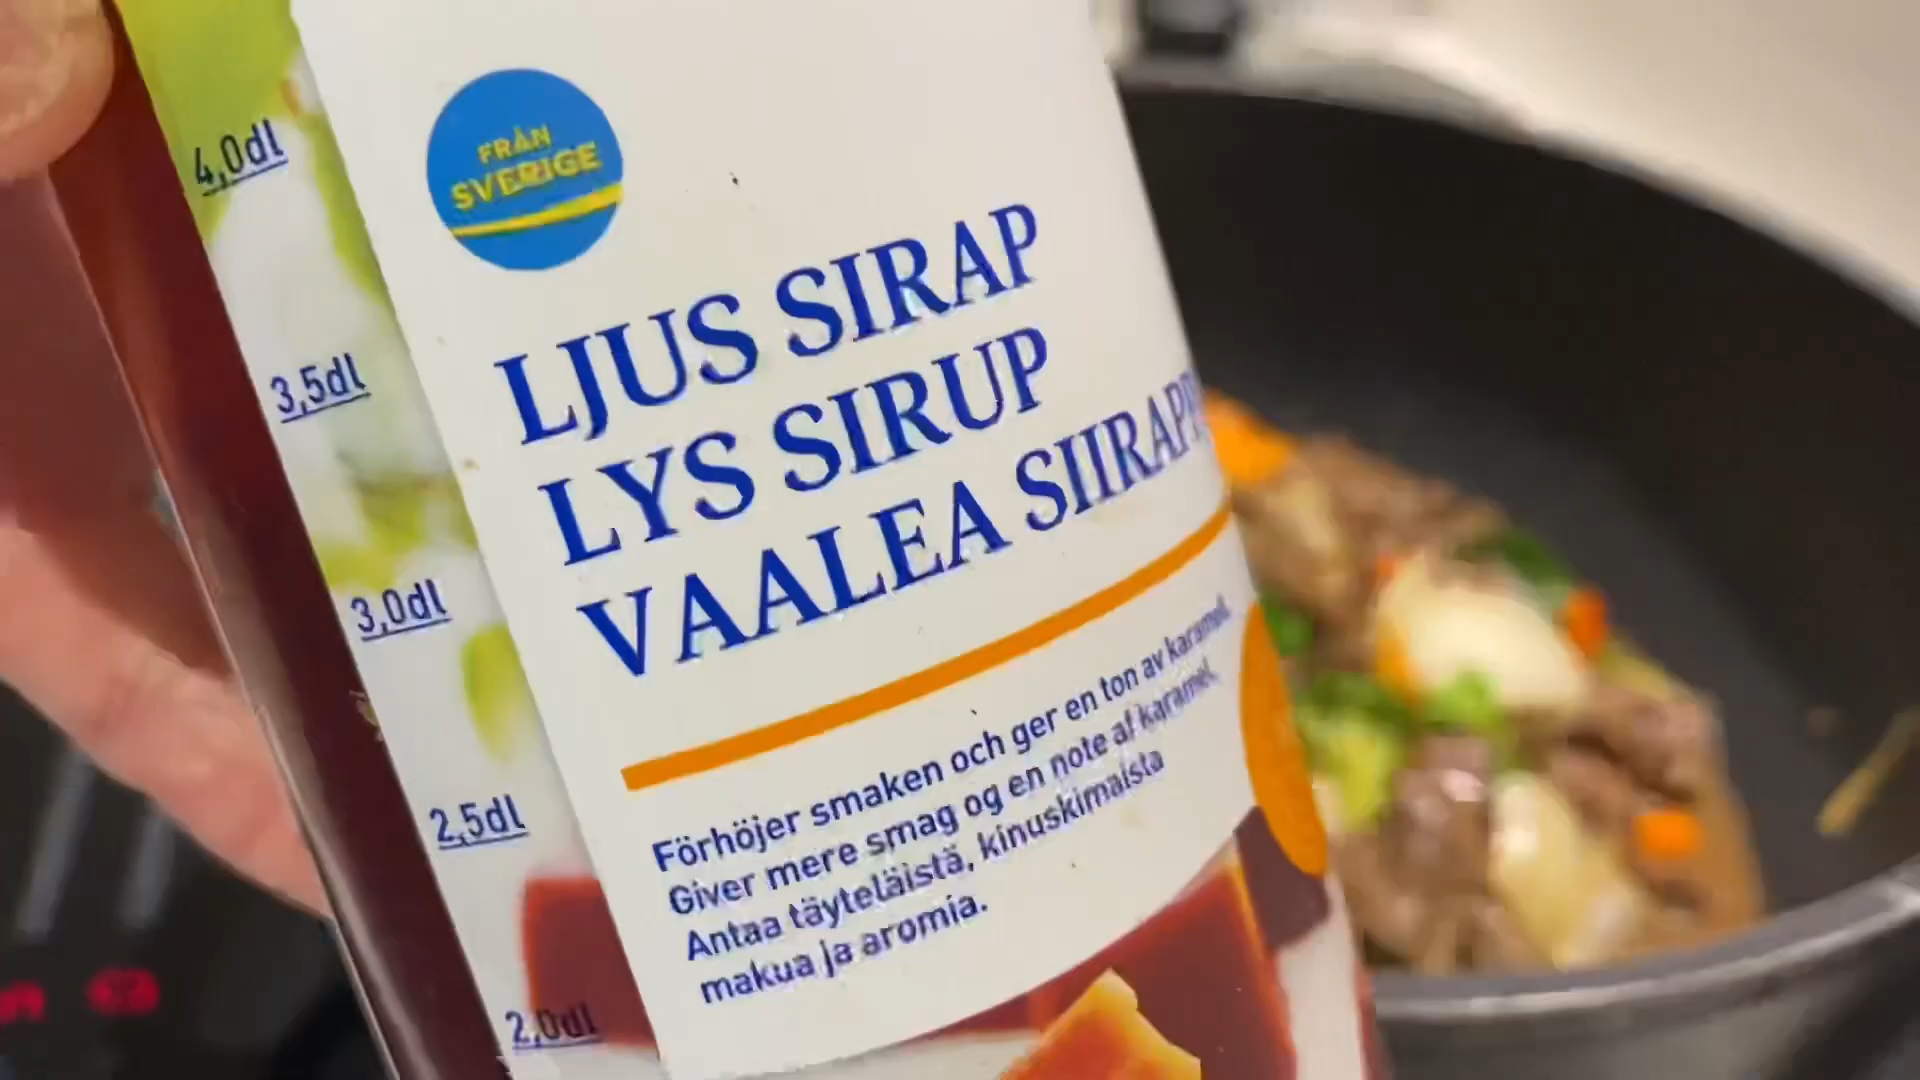 FRÅN
SVERIGE
LJUS SIRAP
LYS SIRUP
VAALEA SIIRAPP
Förhöjer smaken och ger en ton av karamel.
Giver mere smag og en note af karamel.
Antaa täyteläistä, kinuskimaista
makua ja aromia.
4,0dl
3,5dl
3,0dl
2,5dl
2,0dl